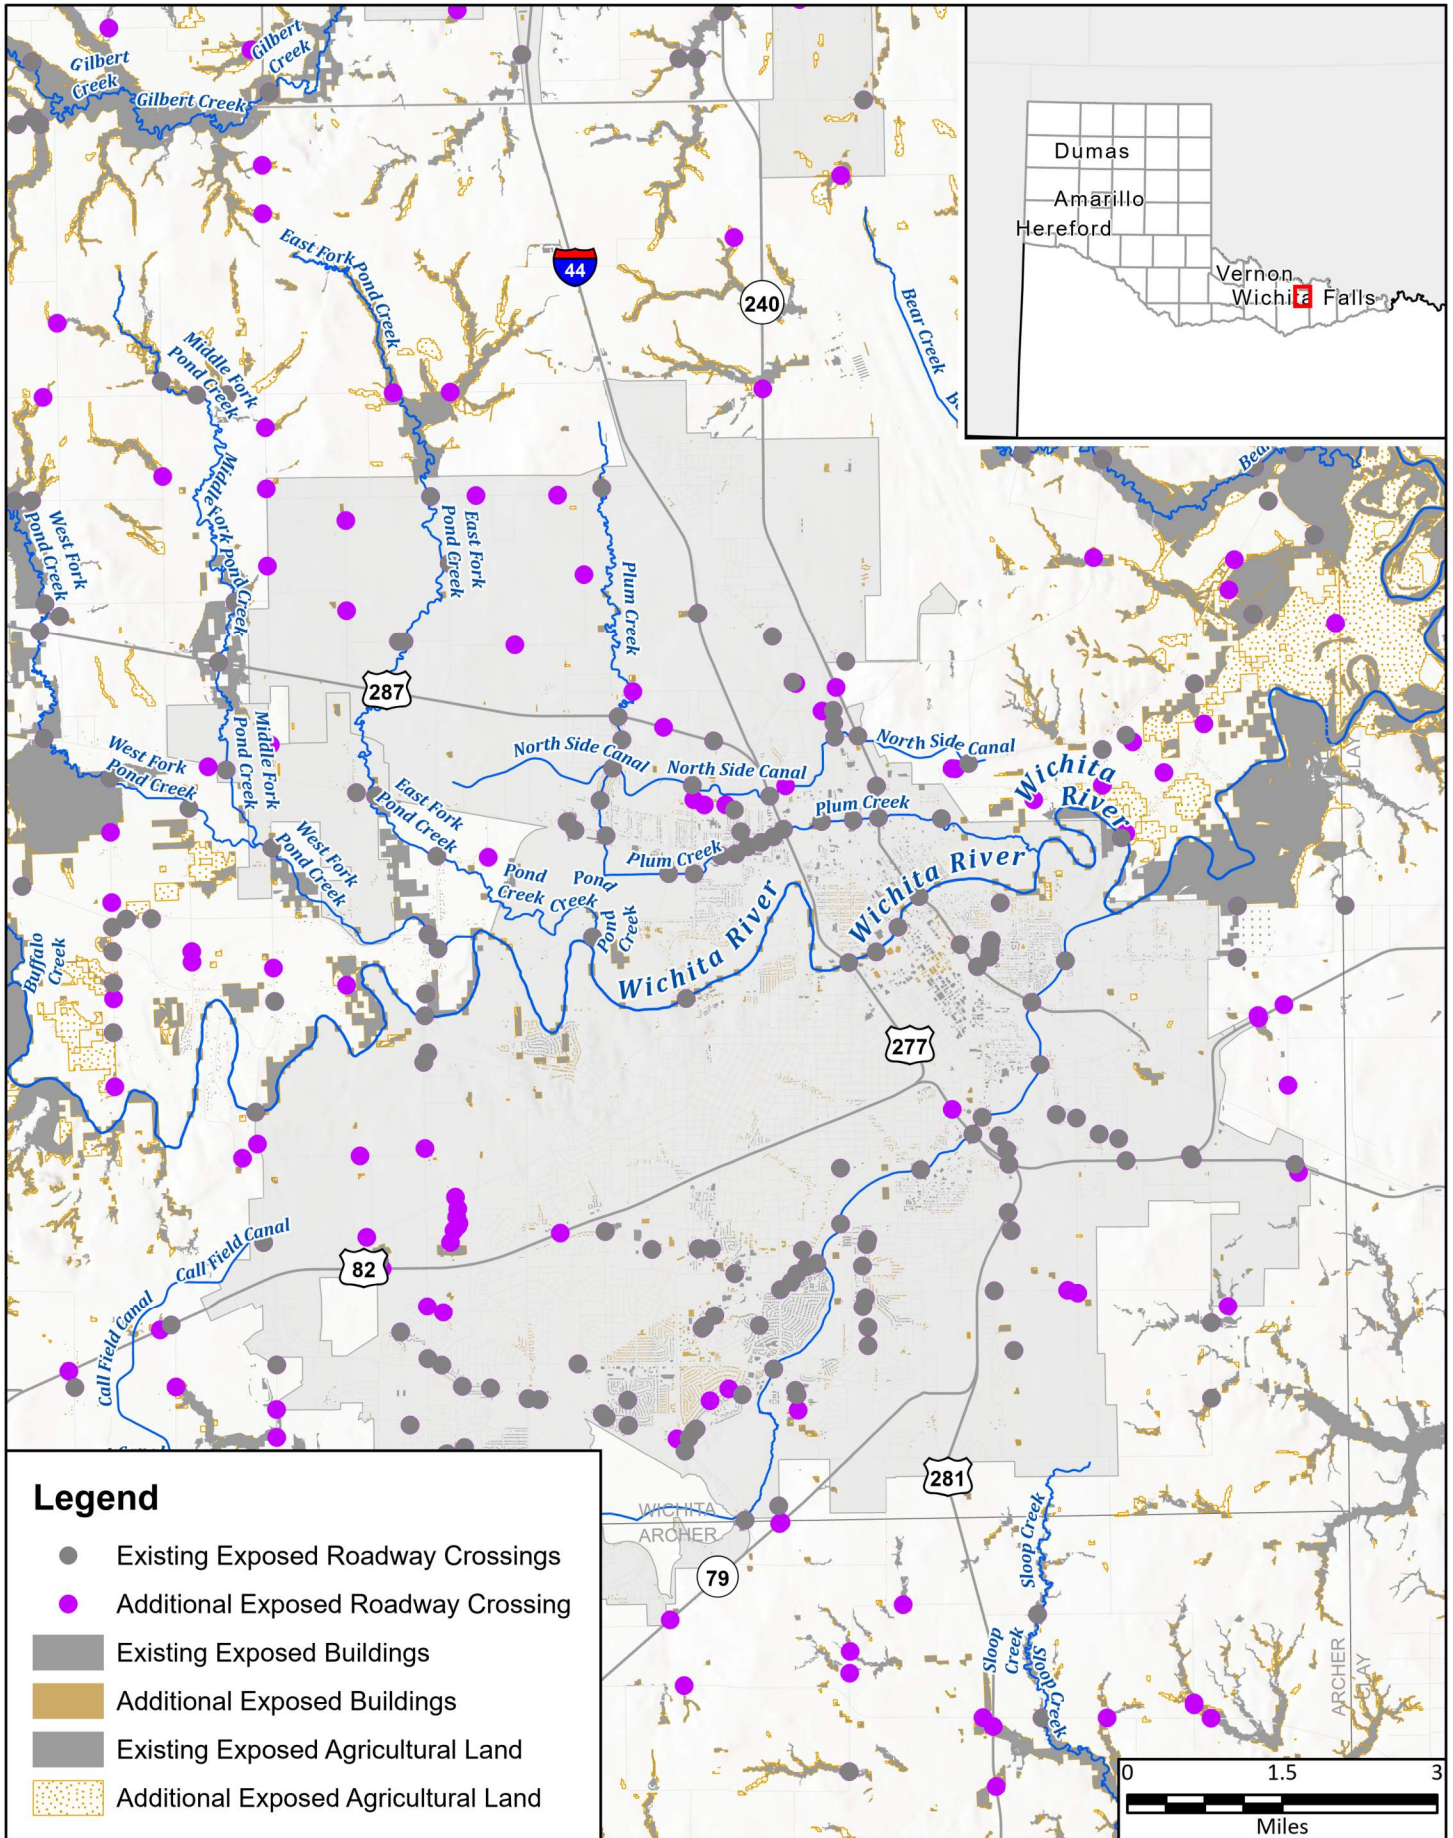 Gilbert
Creek
Gilbert
Creek
Gilbert Creek
Dumas
Amarillo
Hereford
Vernon
Wichita Falls
East Fork Pond Creek
44
240
Bear Creek
Middle Fork
Pond Creek
Middle Fork Pond Creek
West Fork
Pond Creek
East Fork
Pond Creek
Plum Creek
287
Middle Fork
Pond Creek
West Fork
Pond Creek
North Side Canal
North Side Canal
North Side Canal
Wichita
River
Plum Creek
East Fork
Pond Creek
West Fork
Pond Creek
Plum Creek
Pond
Creek
Pond
Creek
Pond
Creek
Wichita River
Wichita River
Buffalo
Creek
277
Call Field Canal
82
Call Field Canal
281
WICHITA
ARCHER
79
Sloop Creek
Sloop
Creek
Sloop Creek
ARCHER
CLAY
Legend
Existing Exposed Roadway Crossings
Additional Exposed Roadway Crossing
Existing Exposed Buildings
Additional Exposed Buildings
Existing Exposed Agricultural Land
Additional Exposed Agricultural Land
0 1.5 3
Miles